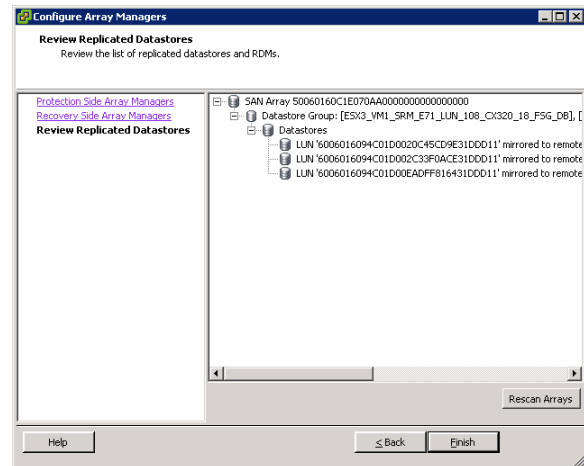 Configure Array Managers
Review Replicated Datastores
Review the list of replicated datastores and RDMs.
Protection Side Array Managers
Recovery Side Array Managers
Review Replicated Datastores
SAN Array 50060160C1E070AA0000000000000000
Datastore Group: [ESX3_VM1_SRM_E71_LUN_108_CX320_18_FSG_DB], [
Datastores
LUN '6006016094C01D0020C45CD9E31DDD11' mirrored to remote
LUN '6006016094C01D002C33F0ACE31DDD11' mirrored to remote
LUN '6006016094C01D00EADFF816431DDD11' mirrored to remote
Rescan Arrays
Help
< Back
Finish